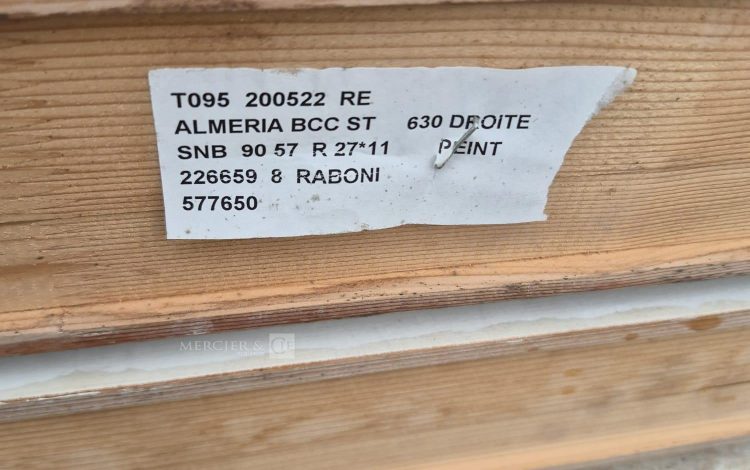 T095 200522 RE
ALMERIA BCC ST 630 DROITE
SNB 90 57 R 27*11 PEINT
226659 8 RABONI
577650
MERCIER & CIE